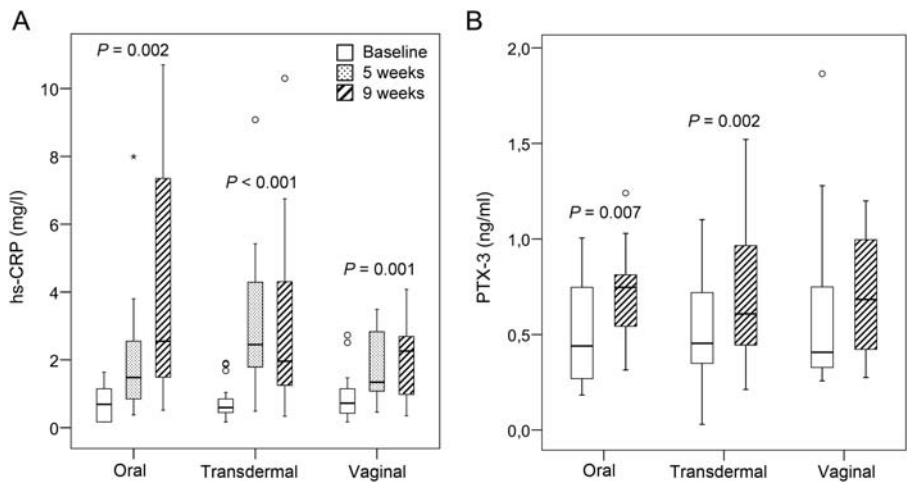 A
P = 0.002
Baseline
5 weeks
9 weeks
P < 0.001
P = 0.001
hs-CRP (mg/l)
10
8
6
4
2
0
Oral
Transdermal
Vaginal
B
2,0
1,5
1,0
0,5
0,0
PTX-3 (ng/ml)
P = 0.007
P = 0.002
Oral
Transdermal
Vaginal